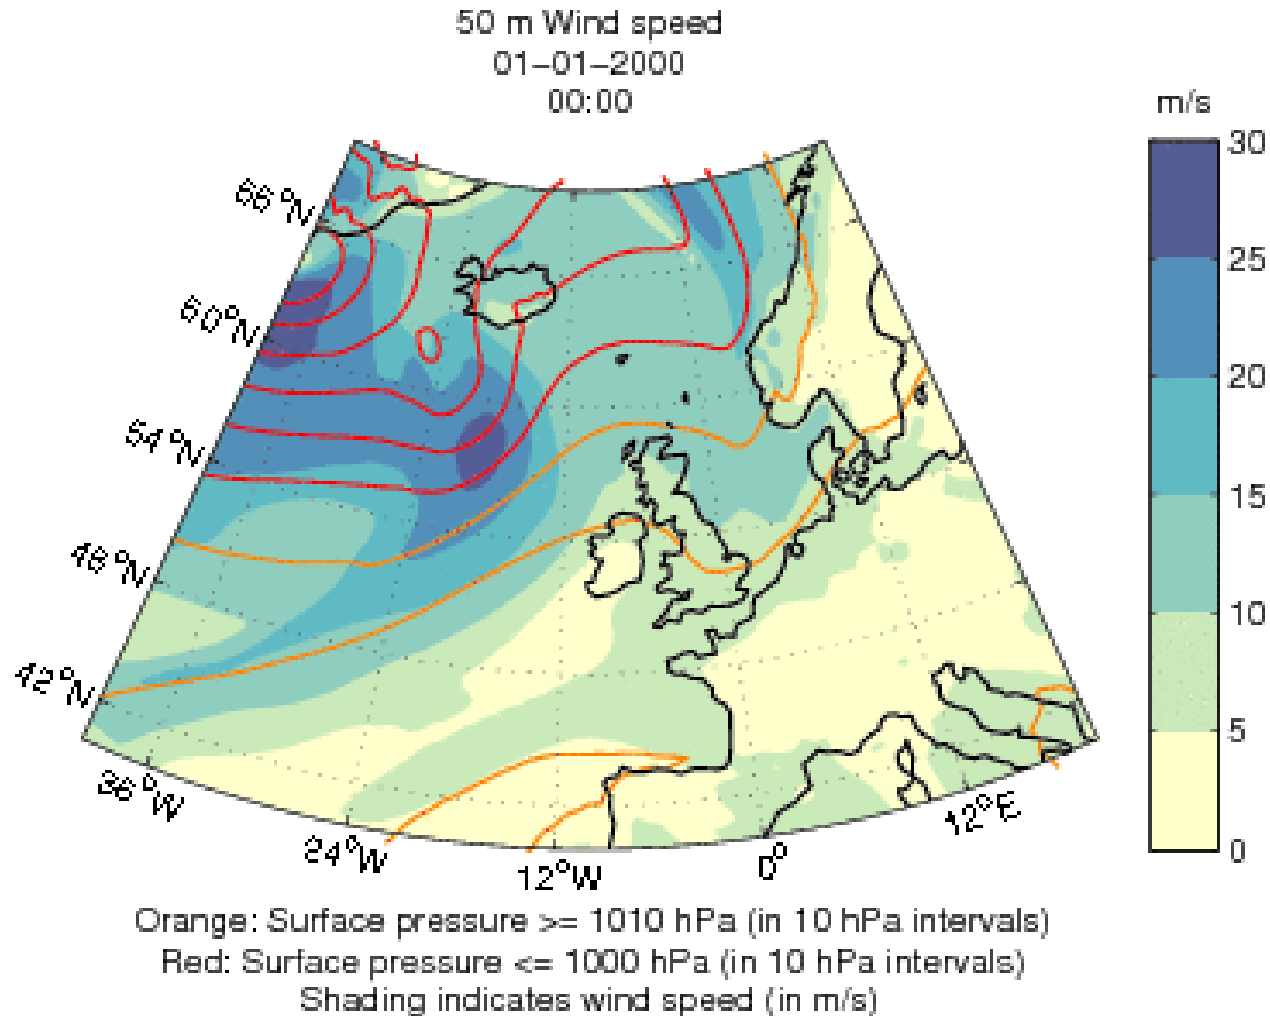 50 m Wind speed
01-01-2000
00:00
m/s
30
25
20
15
10
5
0
66°N
60°N
54°N
48°N
42°N
36°W
24°W
12°W
0°
12°E
Orange: Surface pressure >= 1010 hPa (in 10 hPa intervals)
Red: Surface pressure <= 1000 hPa (in 10 hPa intervals)
Shading indicates wind speed (in m/s)